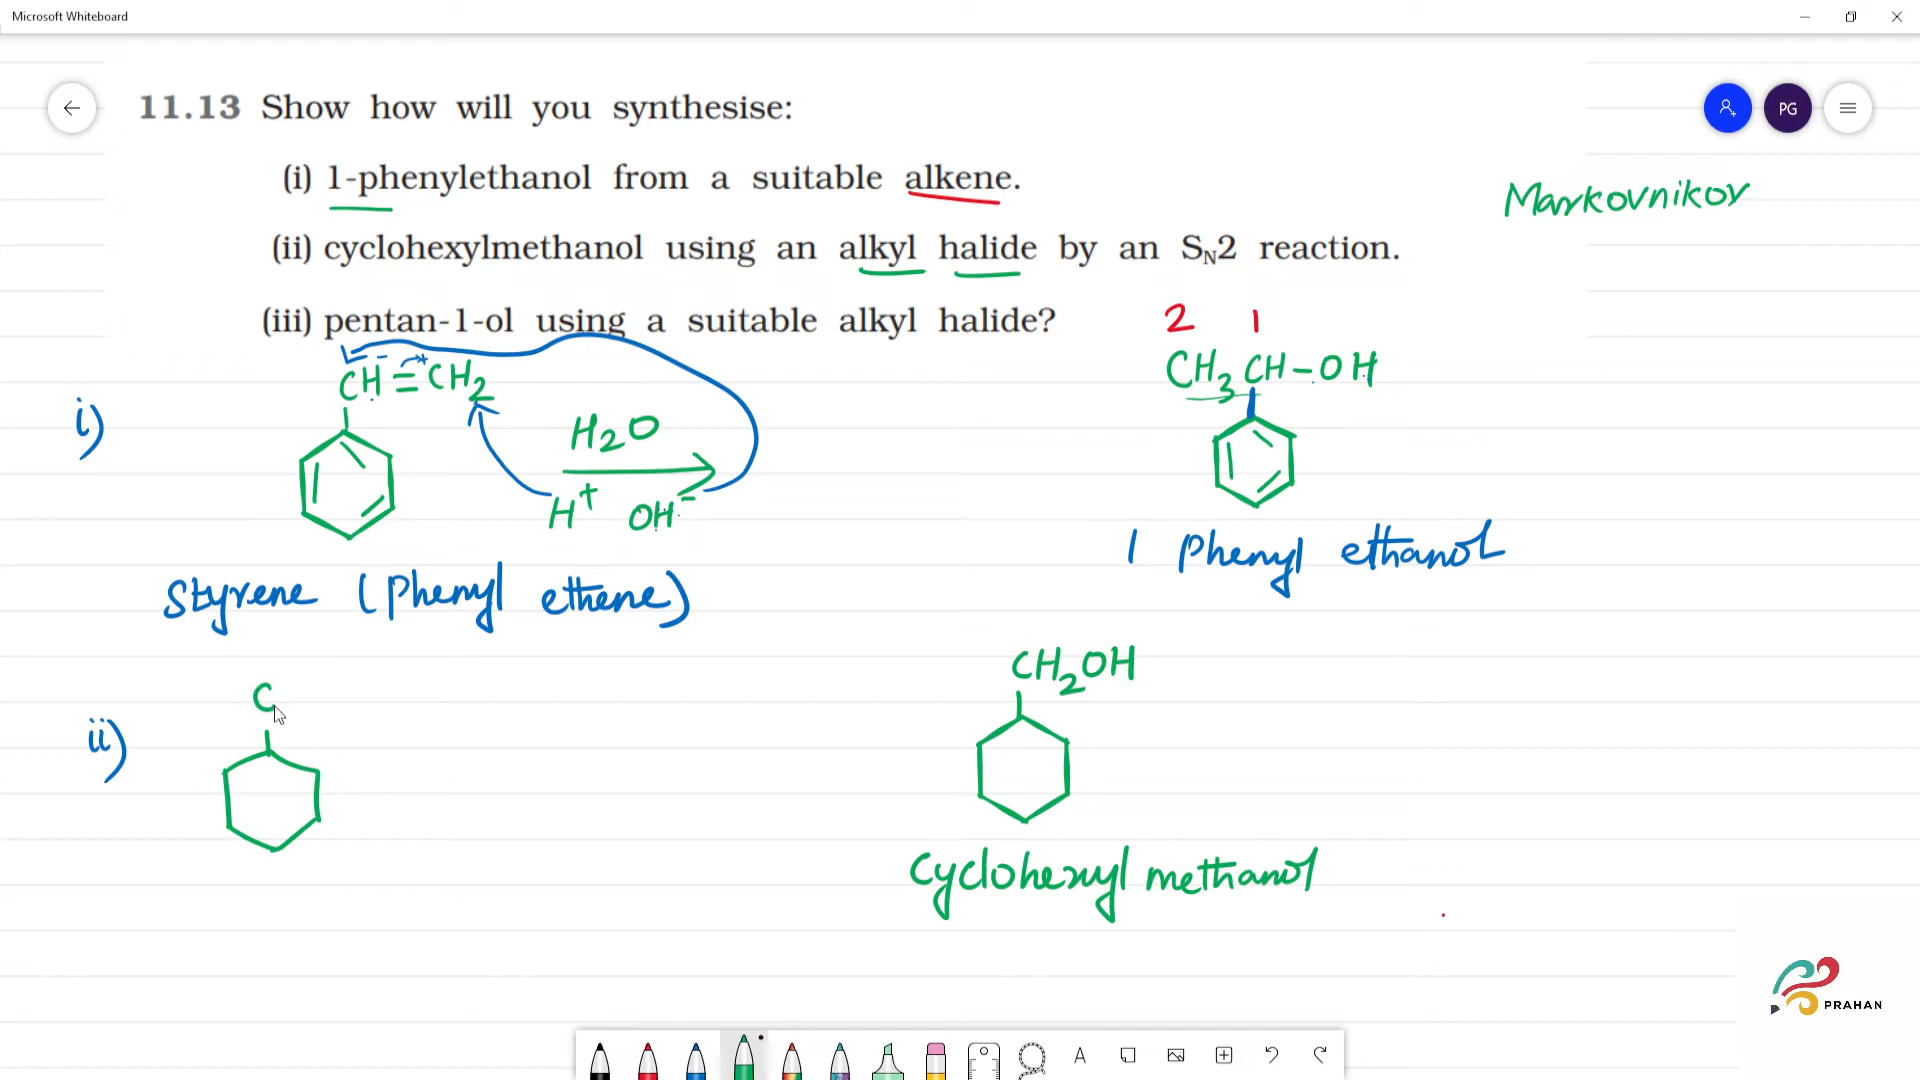 Microsoft Whiteboard
11.13 Show how will you synthesise:
(i) 1-phenylethanol from a suitable alkene.
PG
Markovnikov
(ii) cyclohexylmethanol using an alkyl halide by an SN2 reaction.
(iii) pentan-1-ol using a suitable alkyl halide?
2 1
i)
CH = CH2
CH3 CH - OH
H2O
H+ OH-
1 Phenyl ethanol
Styrene (Phenyl ethene)
CH2OH
ii)
C
Cyclohexyl methanol
PRAHAN
A